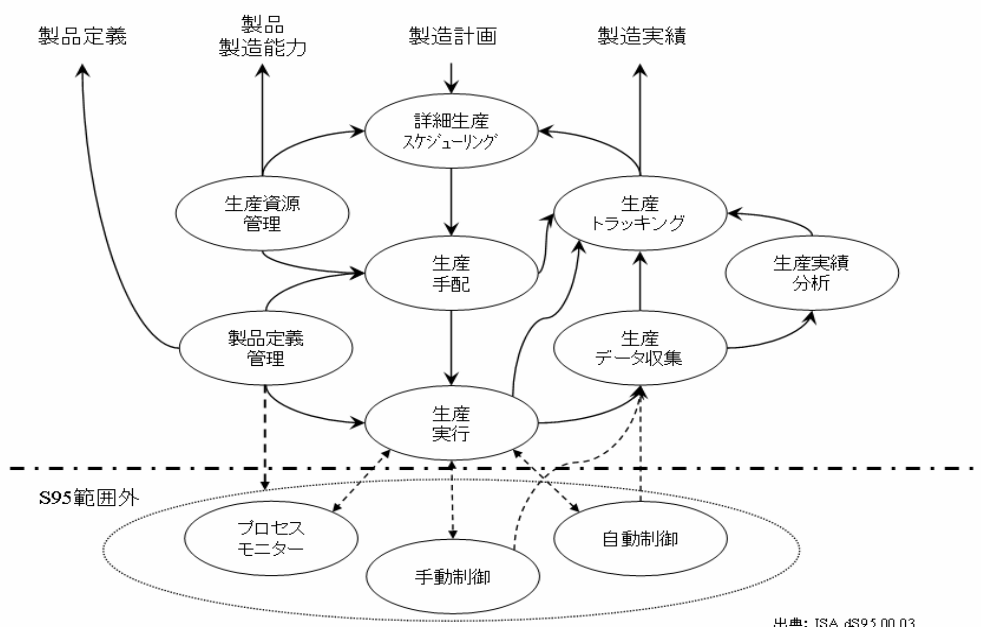 製品定義
製品
製造能力
製造計画
製造実績
詳細生産
スケジューリング
生産資源
管理
生産
トラッキング
生産
手配
生産実績
分析
製品定義
管理
生産
データ収集
生産
実行
S95範囲外
プロセス
モニター
手動制御
自動制御
出典: ISA dS95.00.03